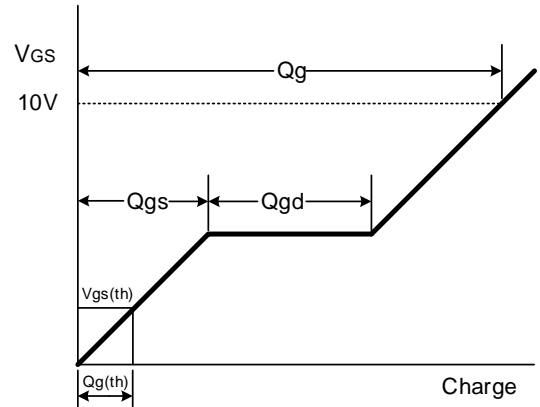 VGS
Qg
10V
Qgs
Qgd
Vgs(th)
Qg(th)
Charge